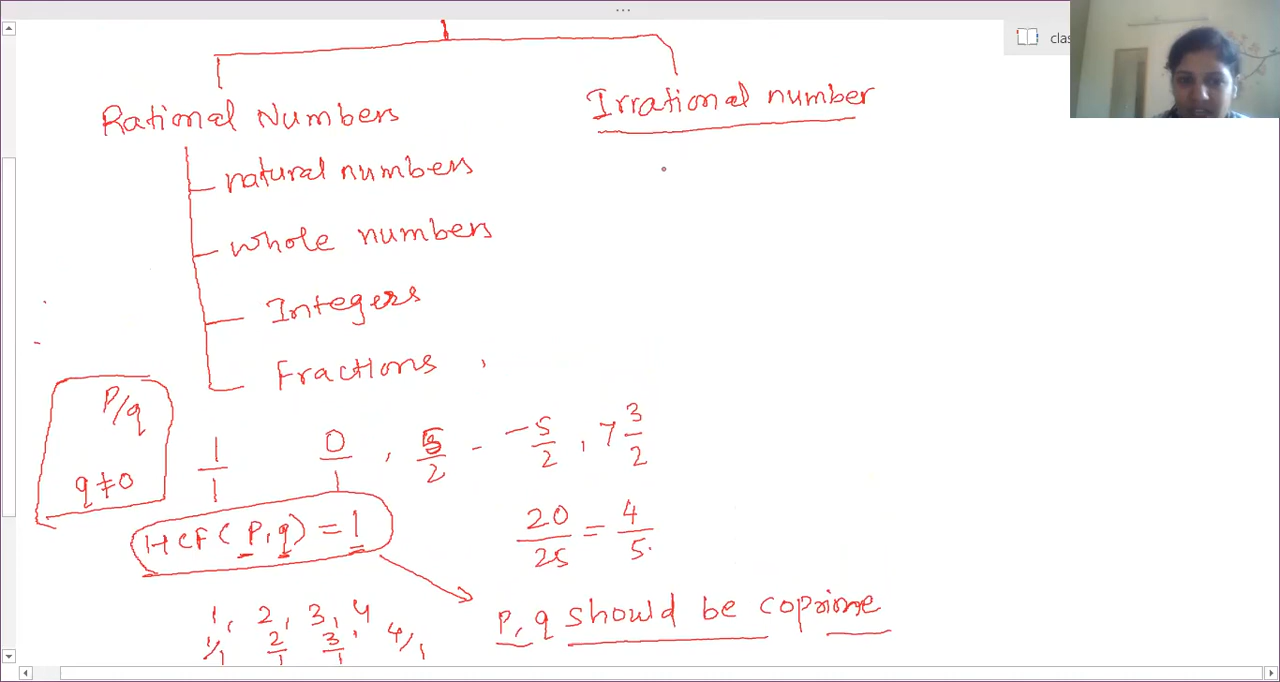 clas
Rational Numbers
Irrational number
natural numbers
whole numbers
Integers
Fractions ,
P/q
q≠0
1/1 0/1 , 5/2 - -5/2 , 7 3/2
HCF(P,q) = 1
20/25 = 4/5.
P,q should be coprime
1, 2, 3, 4
1/1 2/1 3/1, 4/1